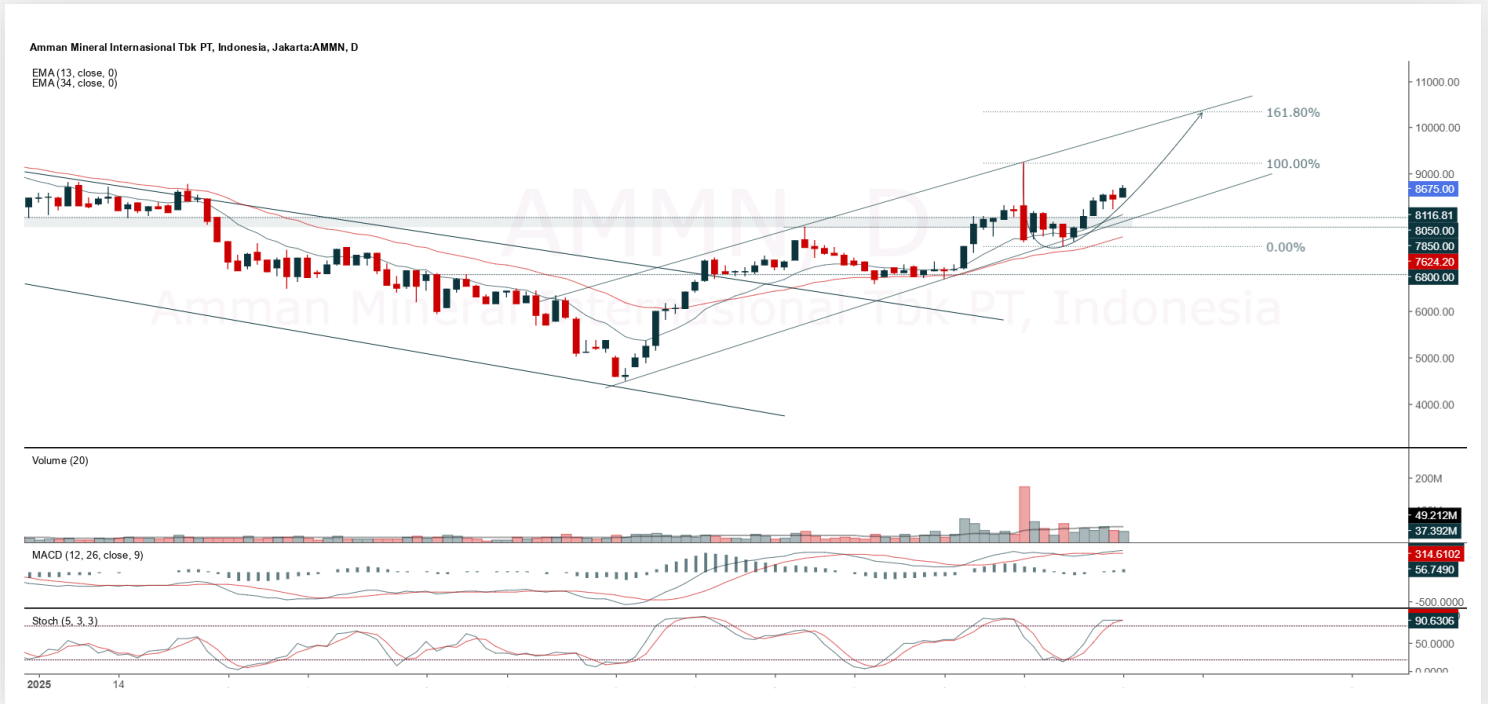 Amman Mineral Internasional Tbk PT, Indonesia, Jakarta:AMMN, D
EMA (13, close, 0)
EMA (34, close, 0)
AMMN, D
Amman Mineral Internasional Tbk PT, Indonesia
161.80%
100.00%
0.00%
11000.00
10000.00
9000.00
8675.00
8116.81
8050.00
7850.00
7624.20
6800.00
6000.00
5000.00
4000.00
Volume (20)
200M
49.212M
37.392M
MACD (12, 26, close, 9)
314.6102
56.7490
-500.0000
Stoch (5, 3, 3)
90.6306
50.0000
0.0000
2025 14